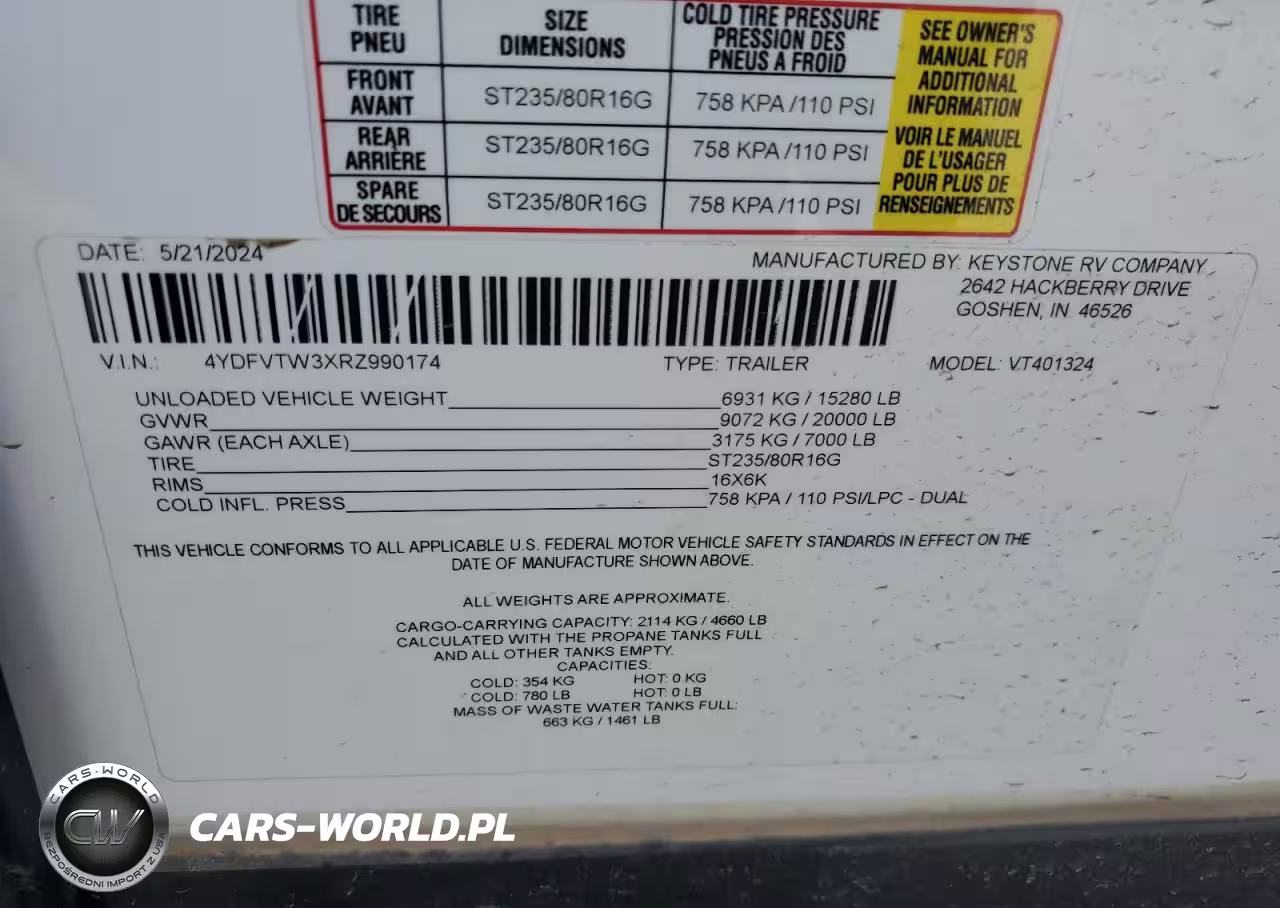 TIRE SIZE COLD TIRE PRESSURE SEE OWNER'S
PNEU DIMENSIONS PRESSION DES MANUAL FOR
PNEUS A FROID ADDITIONAL
FRONT ST235/80R16G 758 KPA /110 PSI INFORMATION
AVANT
REAR ST235/80R16G 758 KPA /110 PSI VOIR LE MANUEL
ARRIÈRE DE L'USAGER
SPARE ST235/80R16G 758 KPA /110 PSI POUR PLUS DE
DE SECOURS RENSEIGNEMENTS
DATE: 5/21/2024 MANUFACTURED BY: KEYSTONE RV COMPANY
2642 HACKBERRY DRIVE
GOSHEN, IN 46526
V.I.N.: 4YDFVTW3XRZ990174 TYPE: TRAILER MODEL: VT401324
UNLOADED VEHICLE WEIGHT 6931 KG / 15280 LB
GVWR 9072 KG / 20000 LB
GAWR (EACH AXLE) 3175 KG / 7000 LB
TIRE ST235/80R16G
RIMS 16X6K
COLD INFL. PRESS 758 KPA / 110 PSI/LPC - DUAL
THIS VEHICLE CONFORMS TO ALL APPLICABLE U.S. FEDERAL MOTOR VEHICLE SAFETY STANDARDS IN EFFECT ON THE
DATE OF MANUFACTURE SHOWN ABOVE.
ALL WEIGHTS ARE APPROXIMATE.
CARGO-CARRYING CAPACITY: 2114 KG / 4660 LB
CALCULATED WITH THE PROPANE TANKS FULL
AND ALL OTHER TANKS EMPTY.
CAPACITIES:
COLD: 354 KG HOT: 0 KG
COLD: 780 LB HOT: 0 LB
MASS OF WASTE WATER TANKS FULL:
663 KG / 1461 LB
CARS-WORLD
CW
BEZPOŚREDNI IMPORT Z USA
CARS-WORLD.PL